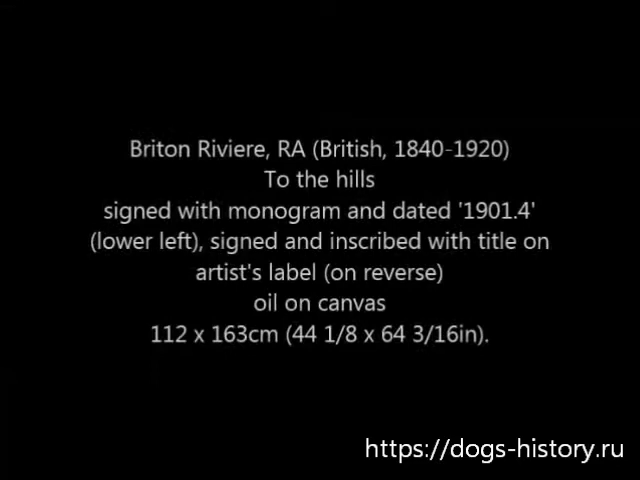 Briton Riviere, RA (British, 1840-1920)
To the hills
signed with monogram and dated '1901.4'
(lower left), signed and inscribed with title on
artist's label (on reverse)
oil on canvas
112 x 163cm (44 1/8 x 64 3/16in).
https://dogs-history.ru